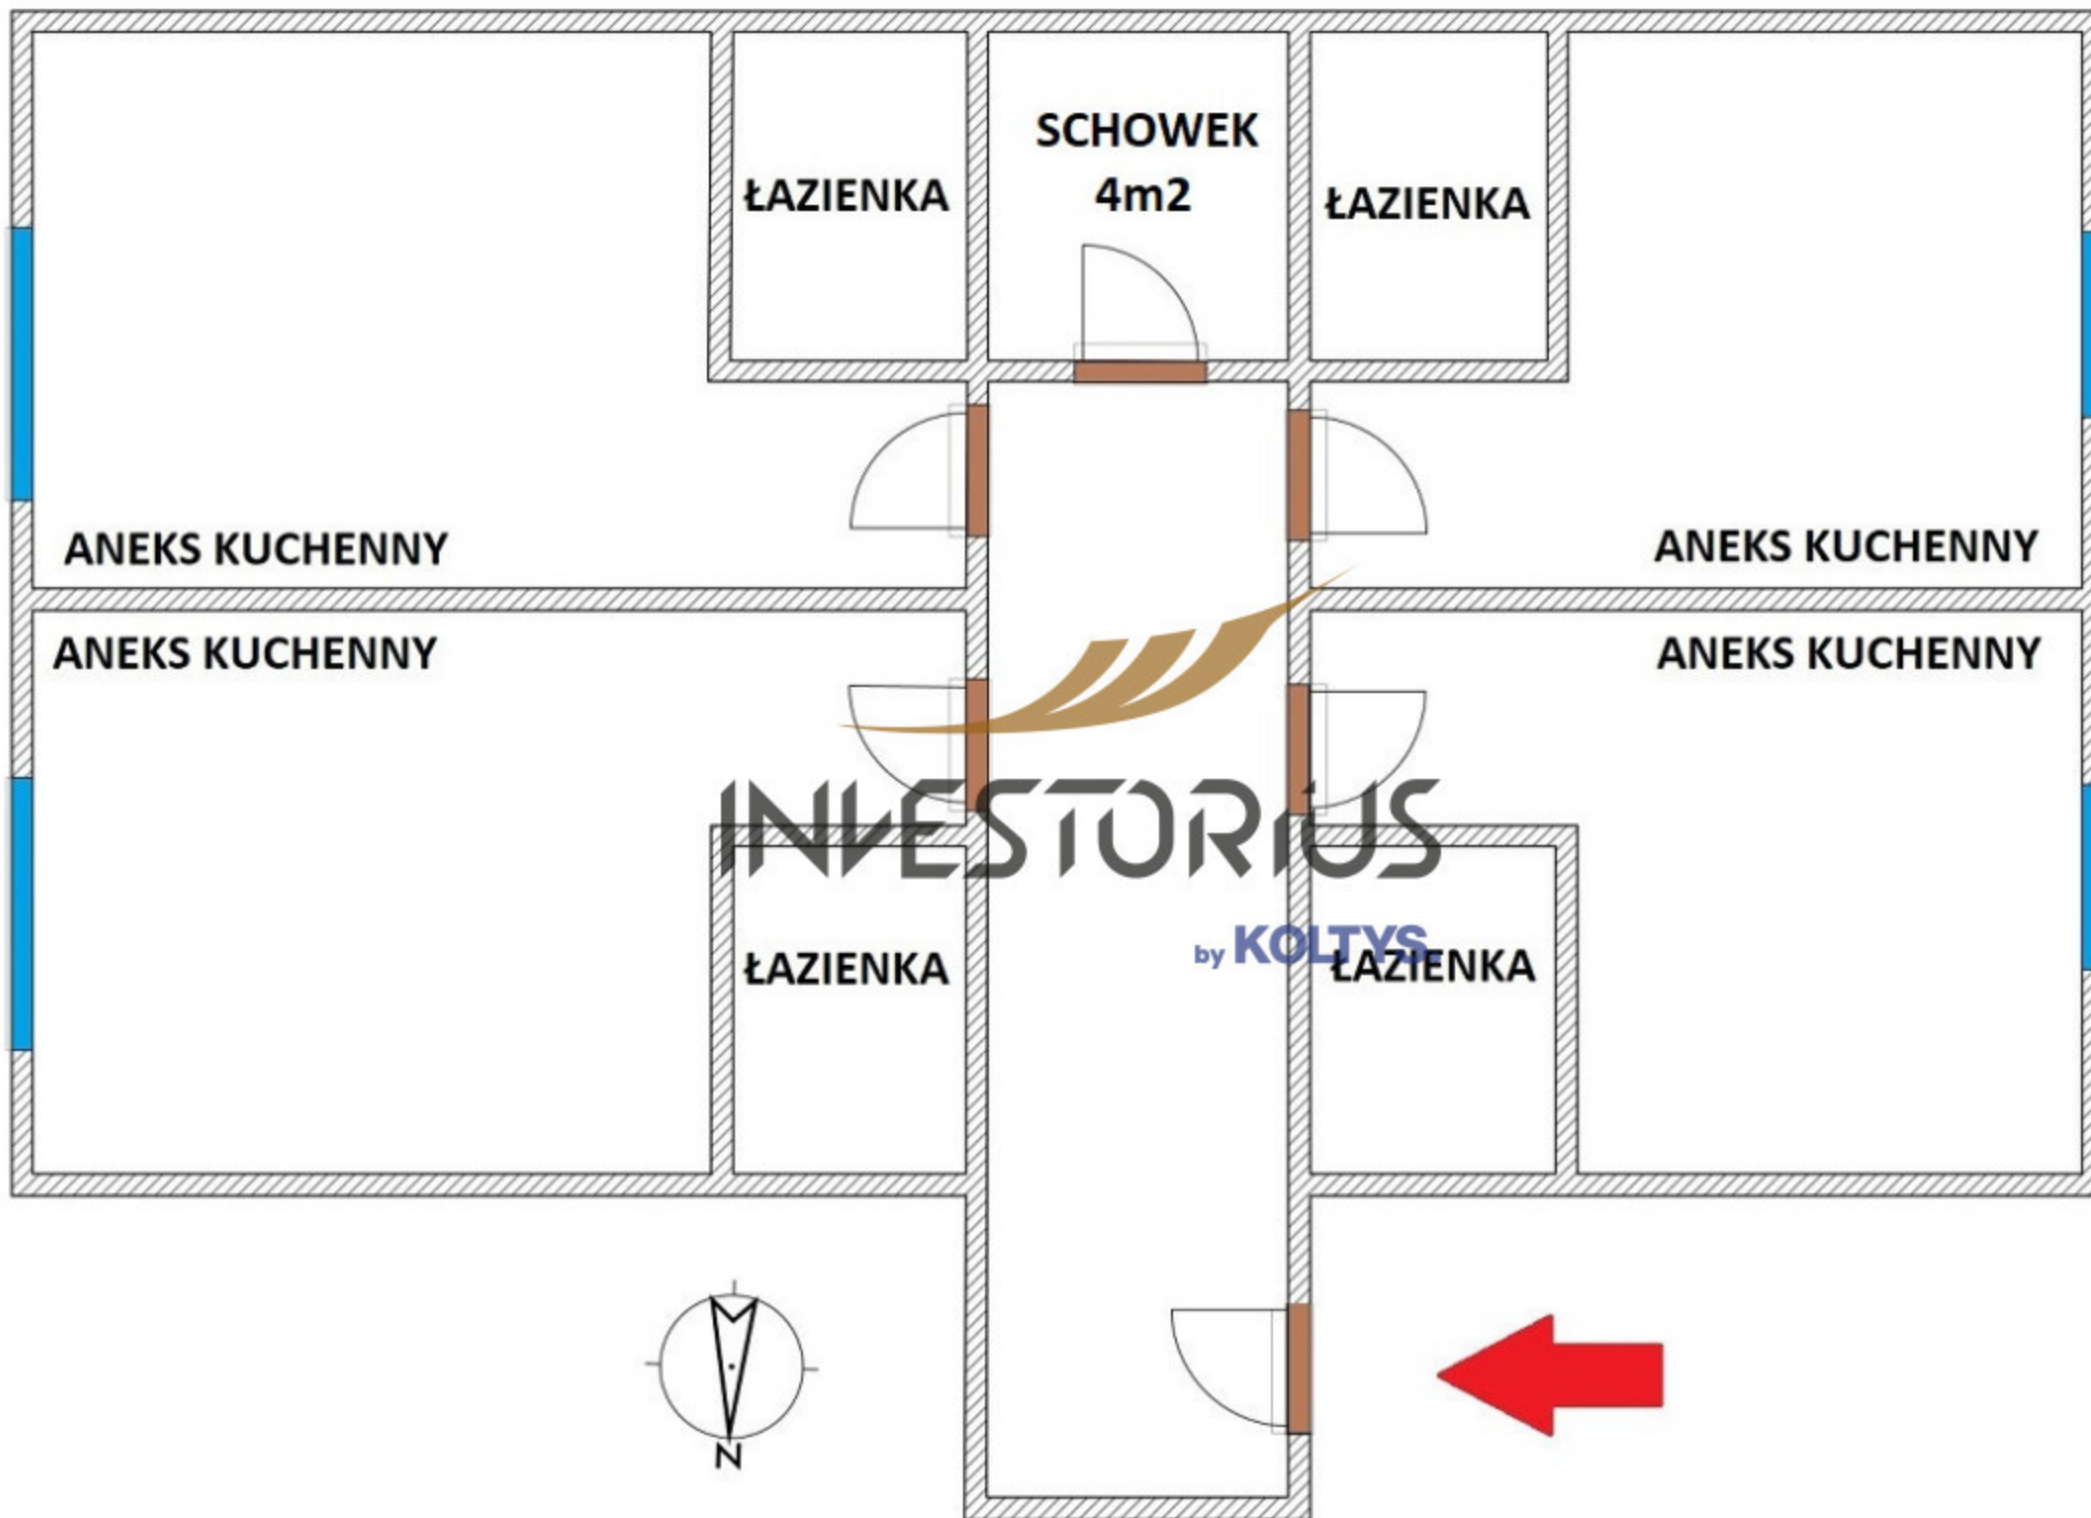 SCHOWEK
4m2
ŁAZIENKA
ŁAZIENKA
ANEKS KUCHENNY
ANEKS KUCHENNY
ANEKS KUCHENNY
ANEKS KUCHENNY
INVESTORIUS
by KOLTYS.
ŁAZIENKA
ŁAZIENKA
N